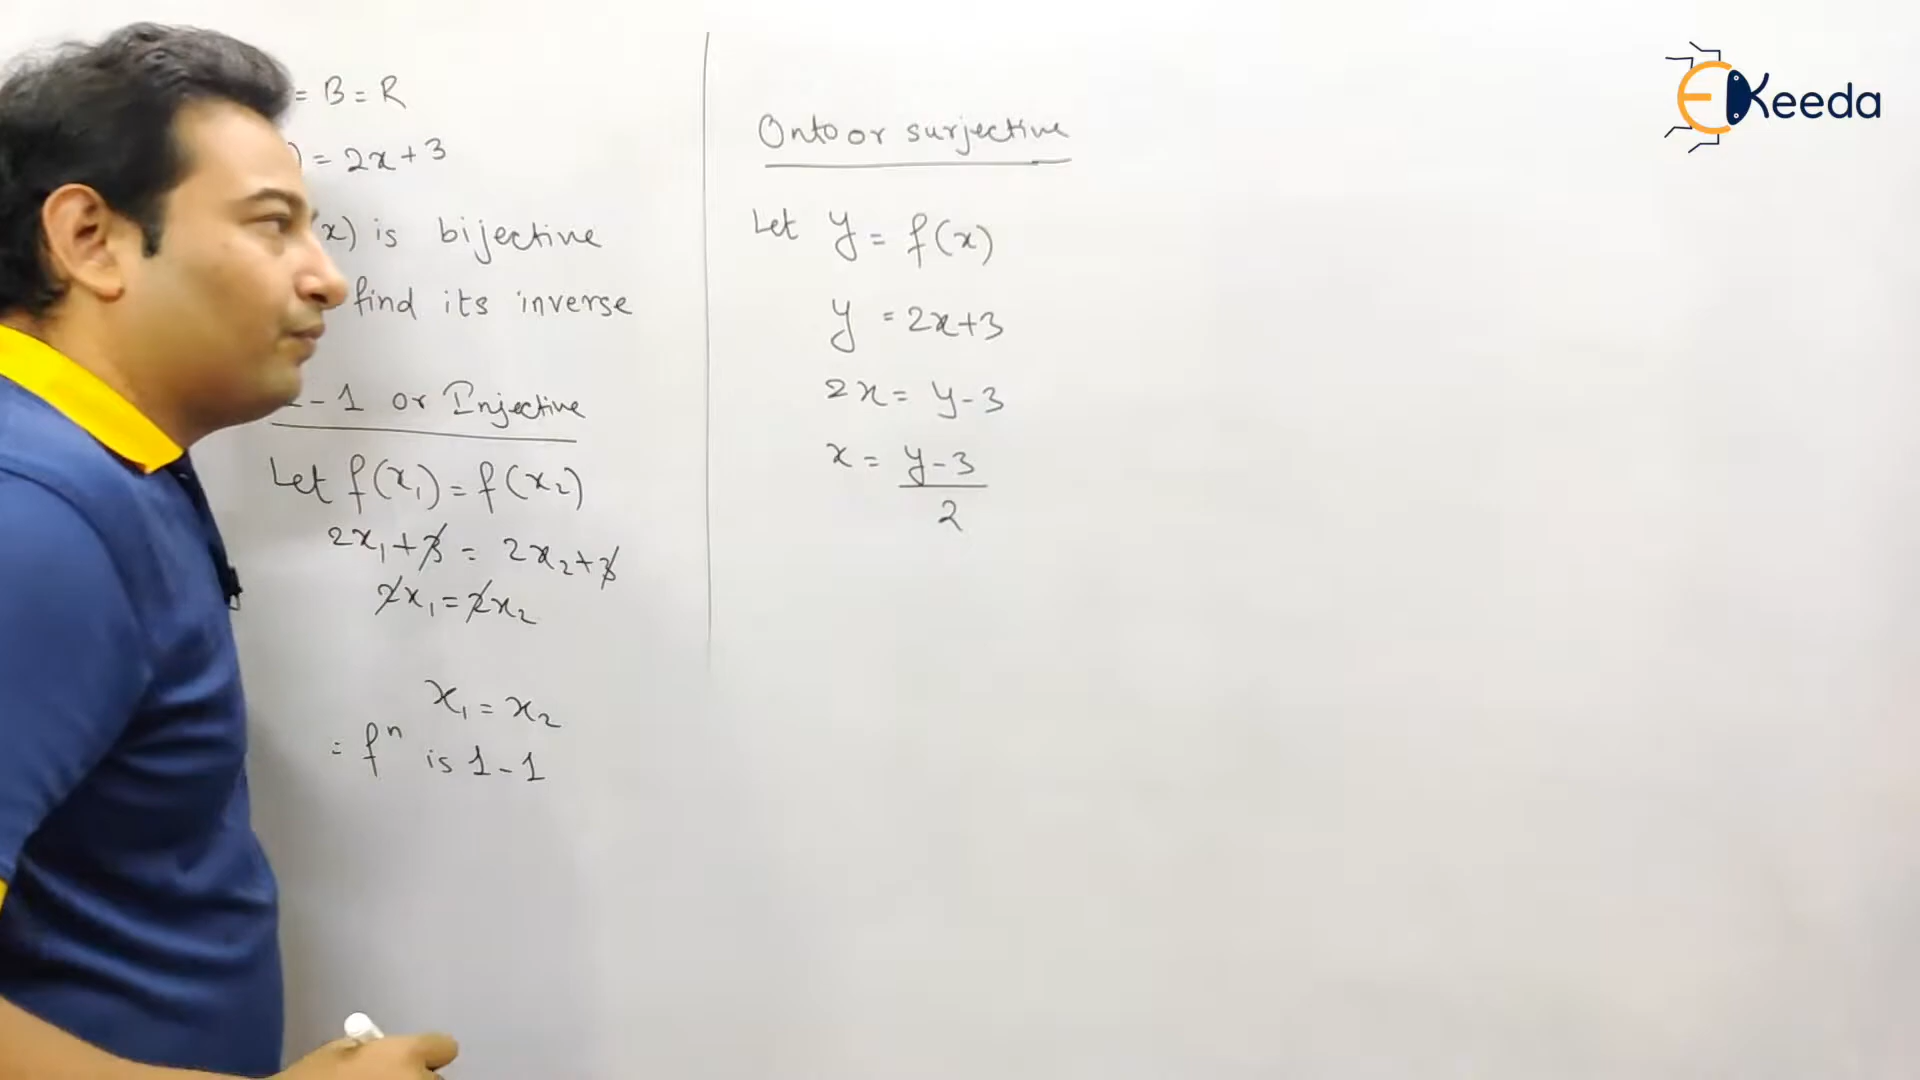 = B = R
) = 2x+3
(x) is bijective
find its inverse
-1 or Injective
Let f(x₁) = f(x₂)
2x₁+3 = 2x₂+3
2x₁ = 2x₂
x₁ = x₂
= fⁿ is 1-1
Onto or surjective
Let y = f(x)
y = 2x+3
2x = y-3
x = y-3
2
EKeeda